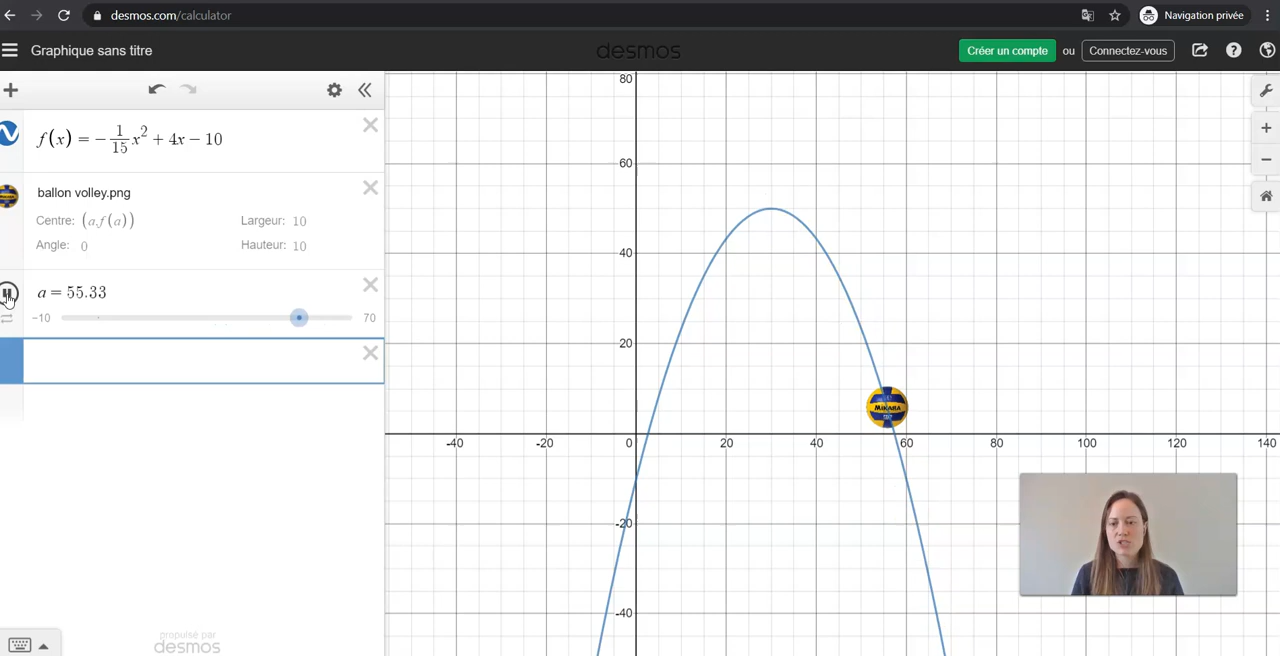 desmos.com/calculator
Navigation privée
Graphique sans titre
desmos
Créer un compte ou Connectez-vous
f(x) = −1/15x² + 4x − 10
ballon volley.png
Centre: (a,f(a)) Largeur: 10
Angle: 0 Hauteur: 10
a = 55.33
−10 70
propulsé par
desmos
80
60
40
20
-40 -20 0 20 40 60 80 100 120 140
-20
-40
MIKASA